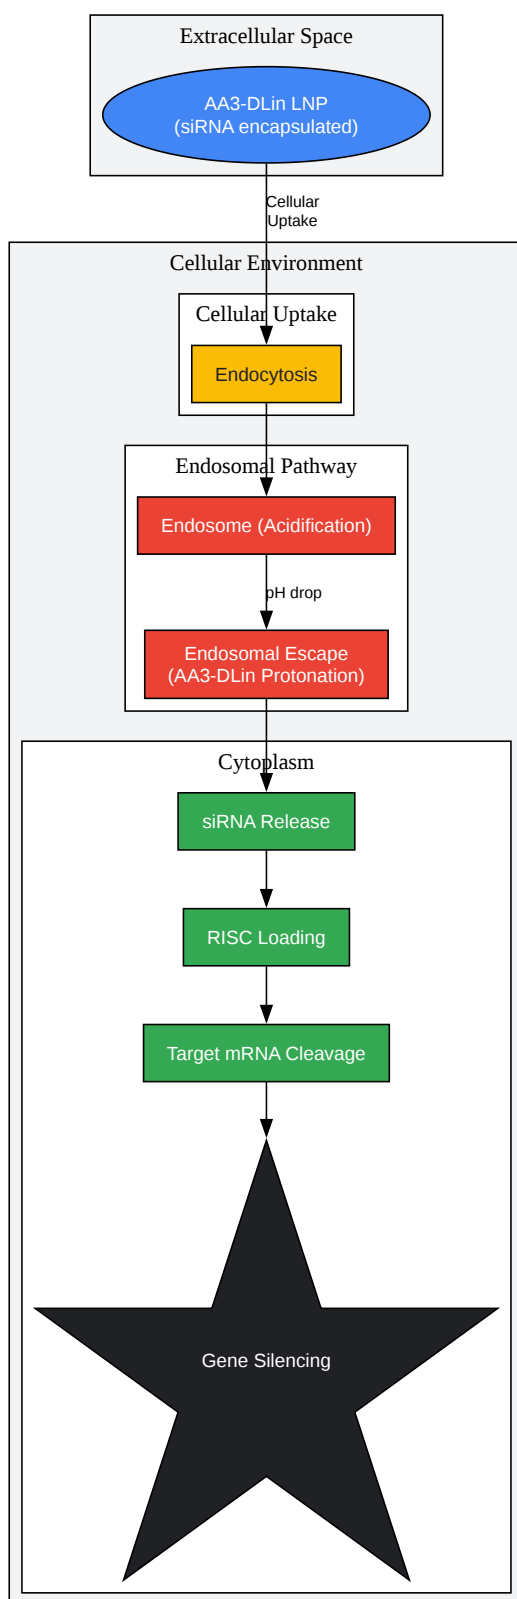 Extracellular Space
AA3-DLin LNP
(siRNA encapsulated)
Cellular
Uptake
Cellular Environment
Cellular Uptake
Endocytosis
Endosomal Pathway
Endosome (Acidification)
pH drop
Endosomal Escape
(AA3-DLin Protonation)
Cytoplasm
siRNA Release
RISC Loading
Target mRNA Cleavage
Gene Silencing